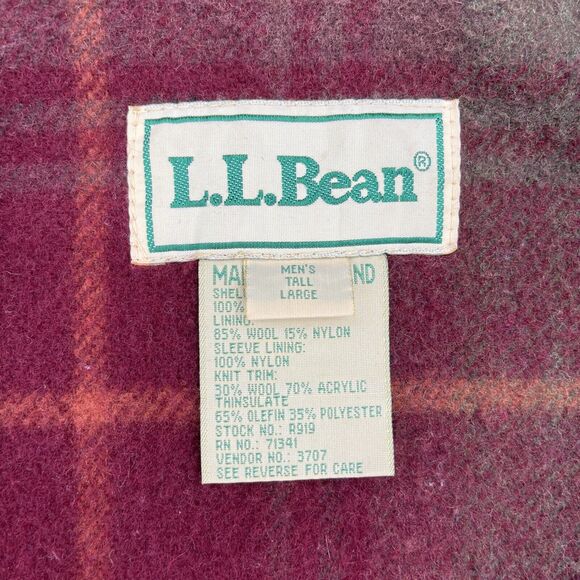 L.L.Bean®
MEN'S
TALL
LARGE
100%
LINING:
85% WOOL 15% NYLON
SLEEVE LINING:
100% NYLON
KNIT TRIM:
30% WOOL 70% ACRYLIC
THINSULATE
65% OLEFIN 35% POLYESTER
STOCK NO.: R919
RN NO.: 71341
VENDOR NO.: 3707
SEE REVERSE FOR CARE